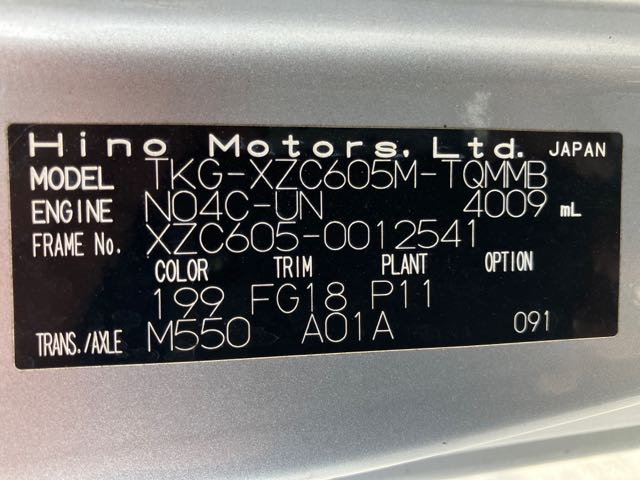 Hino Motors, Ltd. JAPAN
MODEL TKG-XZC605M-TQMMB
ENGINE N04C-UN 4009 mL
FRAME No. XZC605-0012541
COLOR TRIM PLANT OPTION
199 FG18 P11
TRANS./AXLE M550 A01A 091